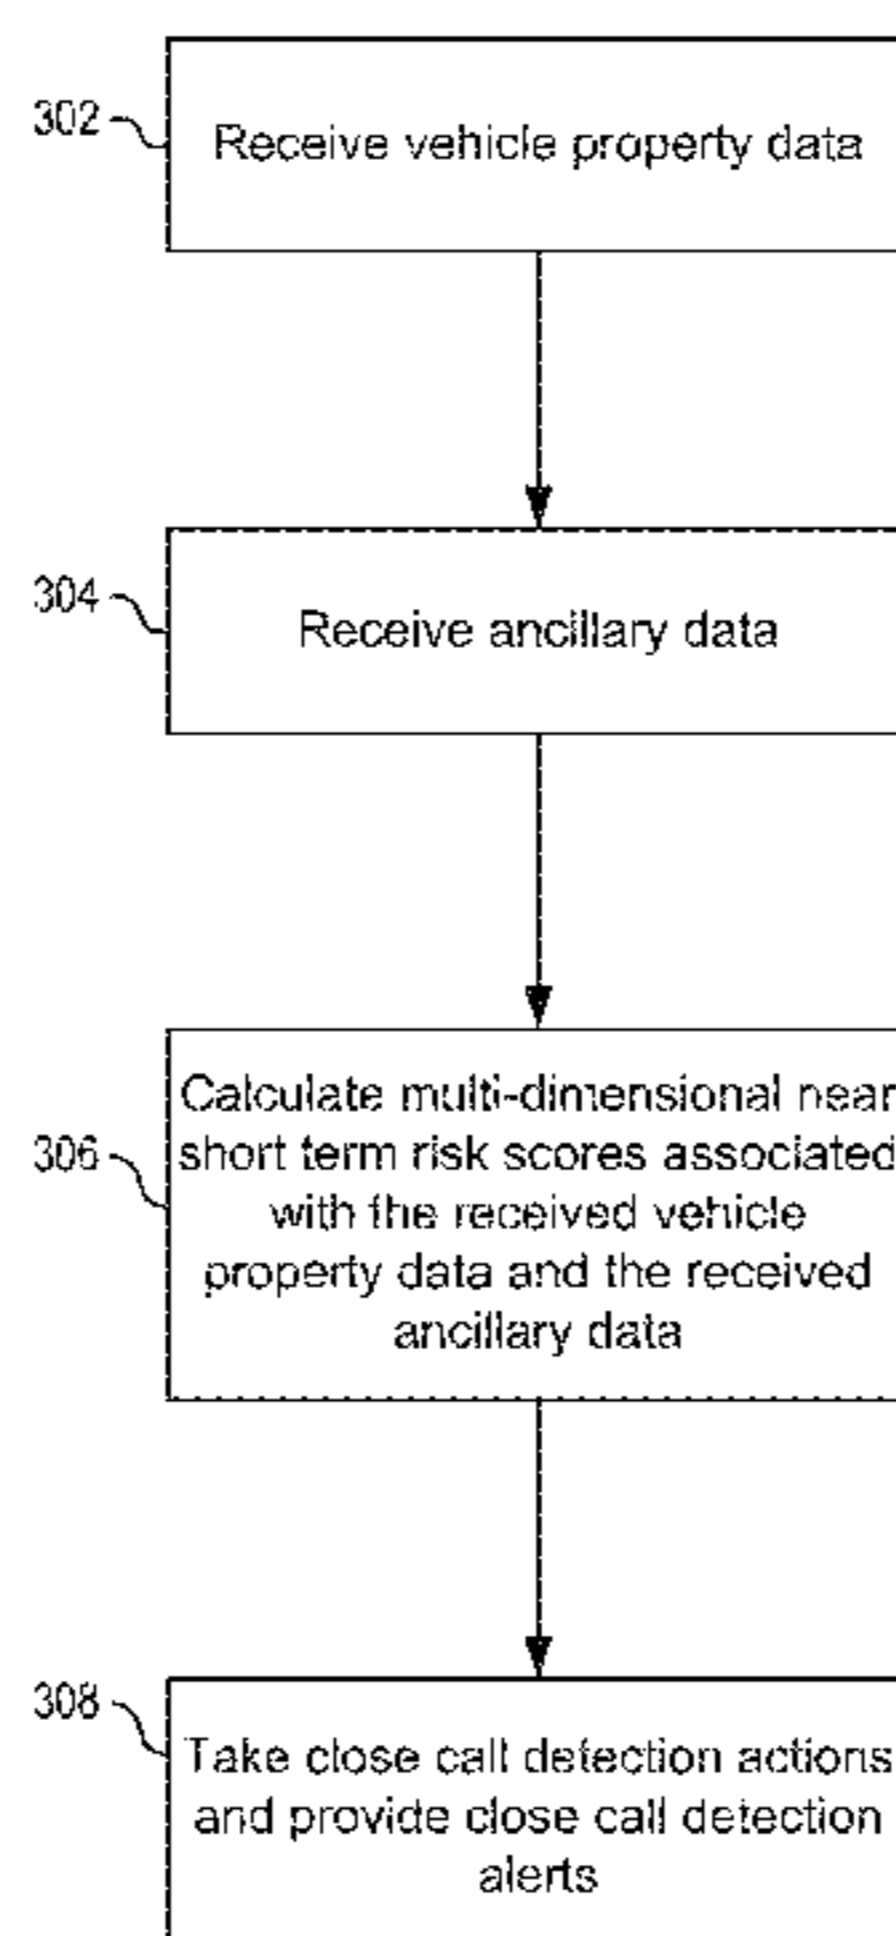 302
Receive vehicle property data
304
Receive ancillary data
306
Calculate multi-dimensional near
short term risk scores associated
with the received vehicle
property data and the received
ancillary data
308
Take close call detection actions
and provide close call detection
alerts